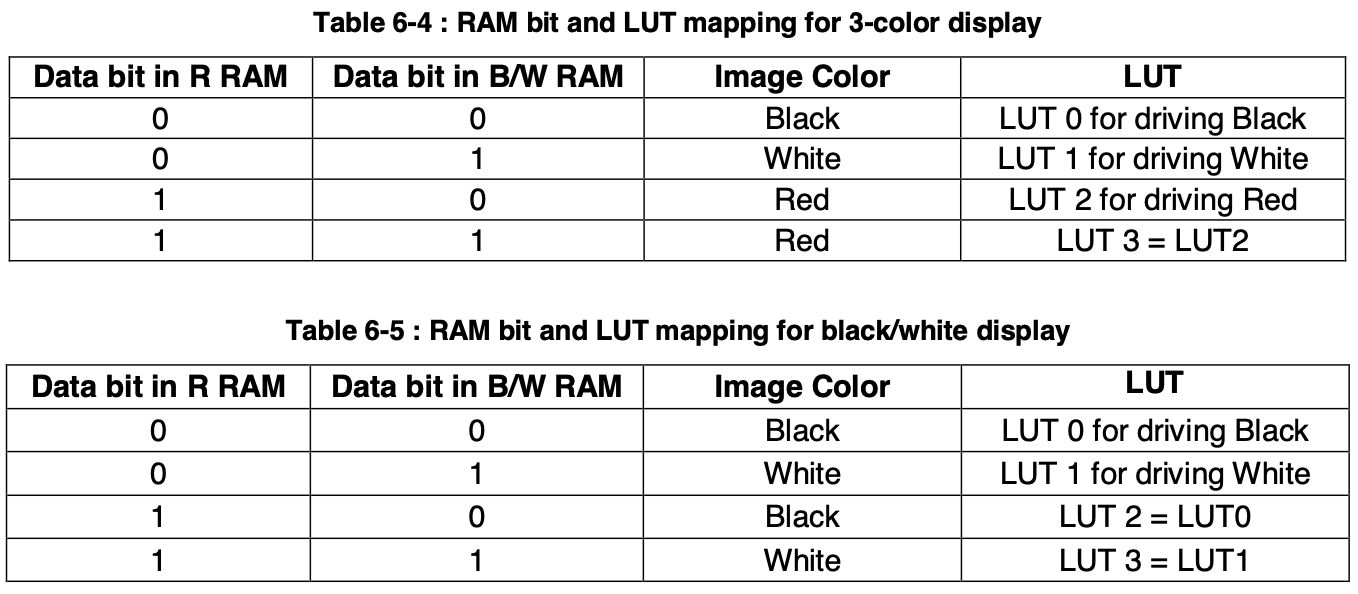 Table 6-4 : RAM bit and LUT mapping for 3-color display
Data bit in R RAM Data bit in B/W RAM Image Color LUT
0 0 Black LUT 0 for driving Black
0 1 White LUT 1 for driving White
1 0 Red LUT 2 for driving Red
1 1 Red LUT 3 = LUT2
Table 6-5 : RAM bit and LUT mapping for black/white display
Data bit in R RAM Data bit in B/W RAM Image Color LUT
0 0 Black LUT 0 for driving Black
0 1 White LUT 1 for driving White
1 0 Black LUT 2 = LUT0
1 1 White LUT 3 = LUT1